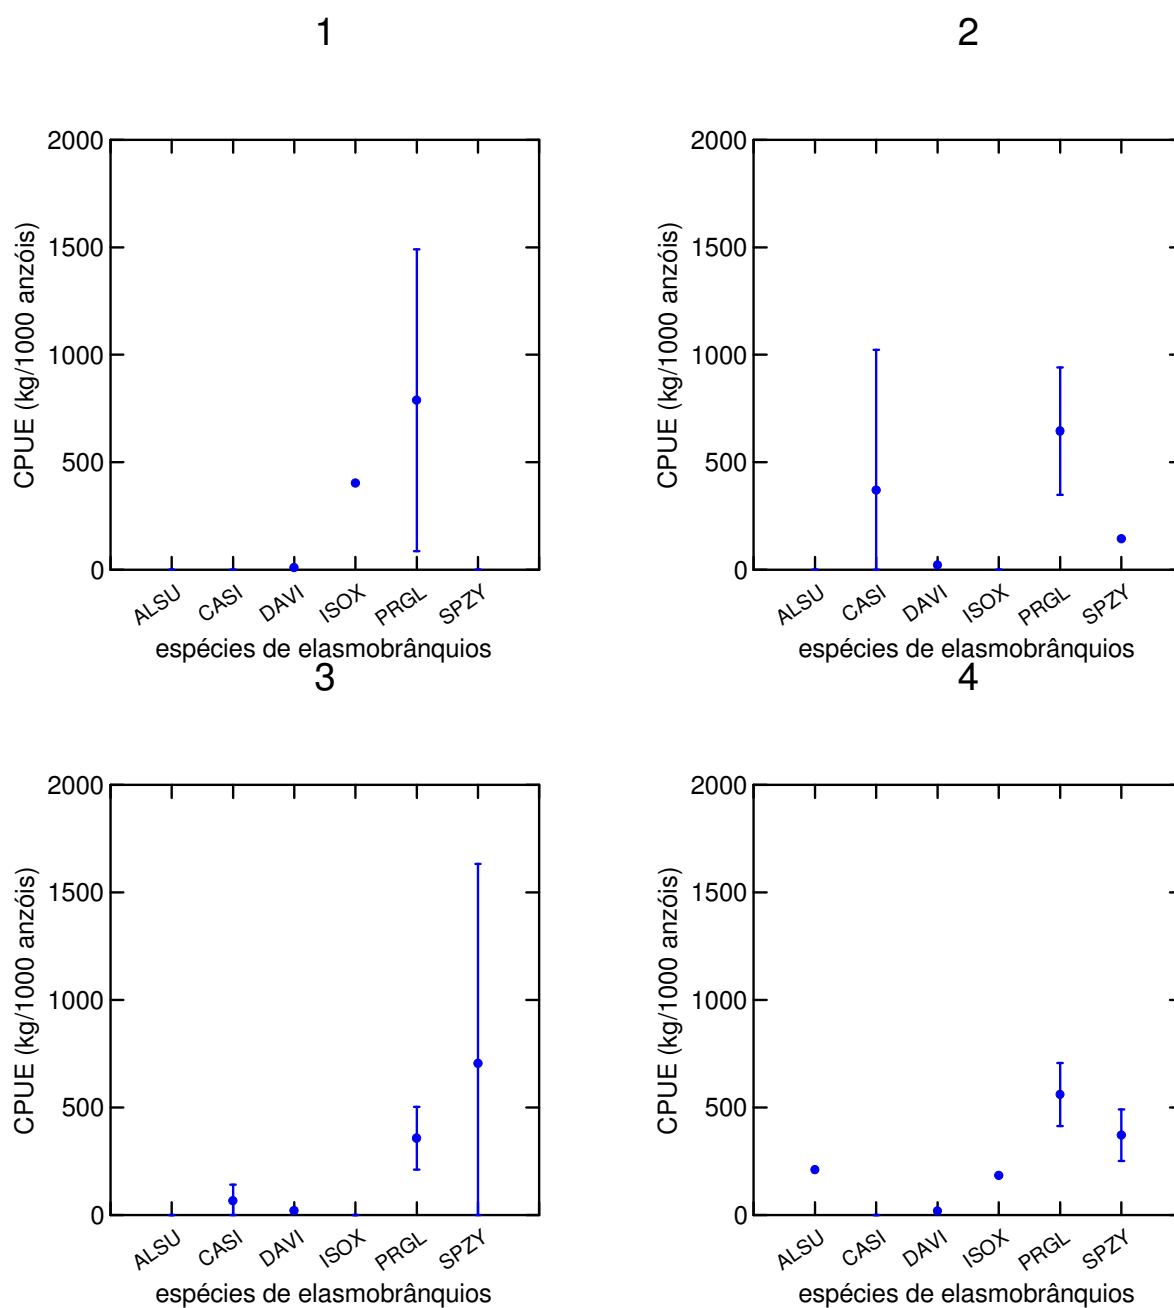 1
2000
1500
1000
500
0
CPUE (kg/1000 anzóis)
ALSU CASI DAVI ISOX PRGL SPZY
espécies de elasmobrânquios
2
2000
1500
1000
500
0
CPUE (kg/1000 anzóis)
ALSU CASI DAVI ISOX PRGL SPZY
espécies de elasmobrânquios
3
2000
1500
1000
500
0
CPUE (kg/1000 anzóis)
ALSU CASI DAVI ISOX PRGL SPZY
espécies de elasmobrânquios
4
2000
1500
1000
500
0
CPUE (kg/1000 anzóis)
ALSU CASI DAVI ISOX PRGL SPZY
espécies de elasmobrânquios